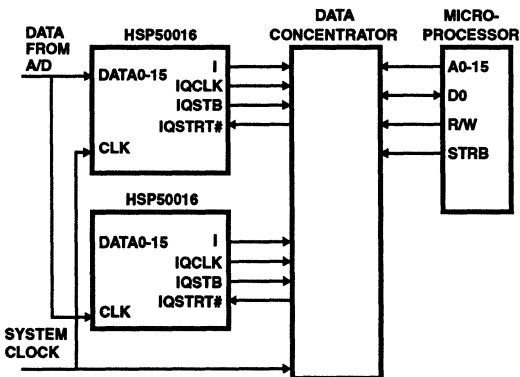 DATA
FROM
A/D
HSP50016
DATA0-15
I
IQCLK
IQSTB
IQSTRT#
CLK
HSP50016
DATA0-15
I
IQCLK
IQSTB
IQSTRT#
CLK
SYSTEM
CLOCK
DATA
CONCENTRATOR
MICRO-
PROCESSOR
A0-15
D0
R/W
STRB